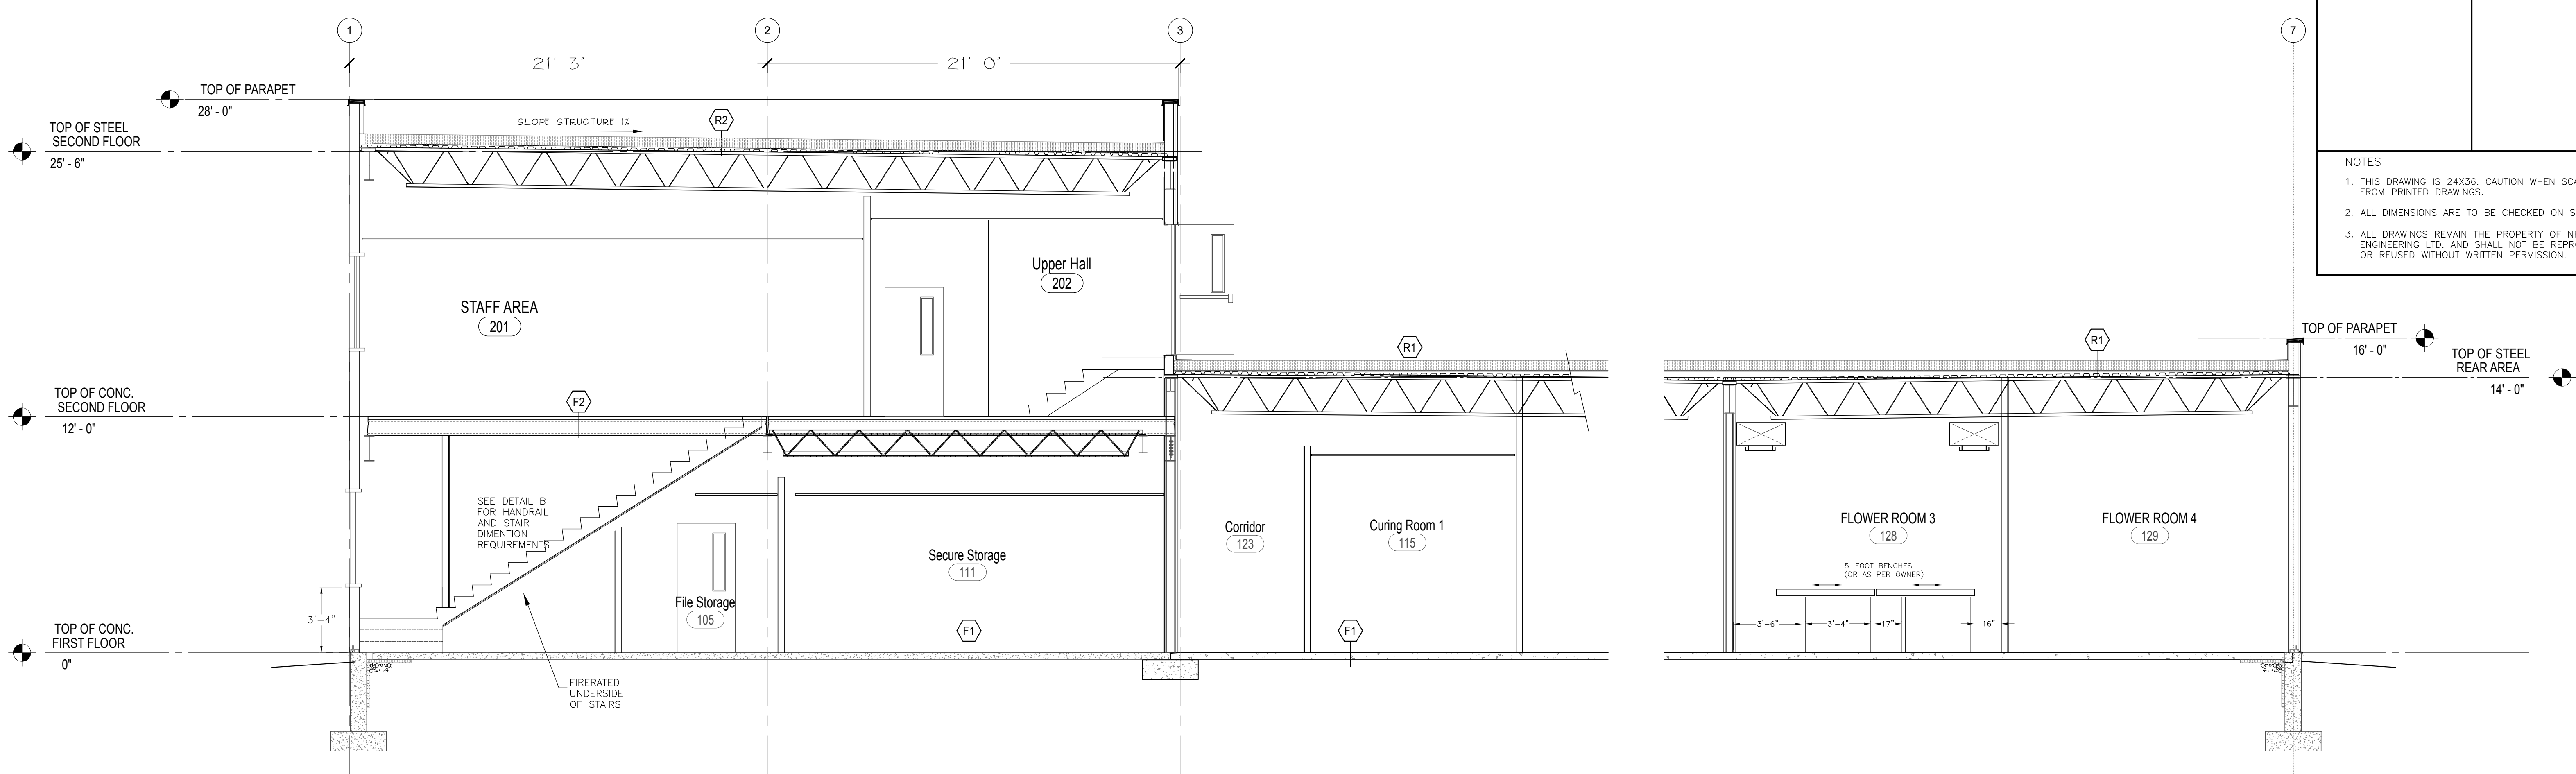 1
2
3
7
21'-3"
21'-0"
TOP OF PARAPET
28' - 0"
TOP OF STEEL
SECOND FLOOR
25' - 6"
SLOPE STRUCTURE 1%
R2
NOTES
1. THIS DRAWING IS 24X36. CAUTION WHEN
FROM PRINTED DRAWINGS.
2. ALL DIMENSIONS ARE TO BE CHECKED ON
3. ALL DRAWINGS REMAIN THE PROPERTY OF
ENGINEERING LTD. AND SHALL NOT BE
OR REUSED WITHOUT WRITTEN PERMISSION.
STAFF AREA
201
Upper Hall
202
R1
R1
TOP OF PARAPET
16' - 0"
TOP OF STEEL
REAR AREA
14' - 0"
TOP OF CONC.
SECOND FLOOR
12' - 0"
F2
SEE DETAIL B
FOR HANDRAIL
AND STAIR
DIMENTION
REQUIREMENTS
Secure Storage
111
File Storage
105
Corridor
123
Curing Room 1
115
FLOWER ROOM 3
128
FLOWER ROOM 4
129
5-FOOT BENCHES
(OR AS PER OWNER)
3'-6"
3'-4"
17"
16"
3'-4"
TOP OF CONC.
FIRST FLOOR
0"
F1
F1
FIRERATED
UNDERSIDE
OF STAIRS